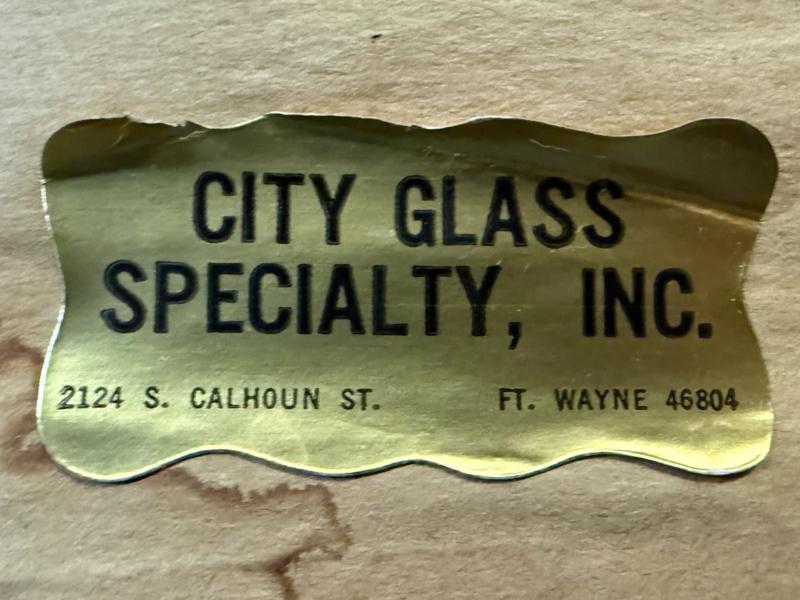 CITY GLASS
SPECIALTY, INC.
2124 S. CALHOUN ST. FT. WAYNE 46804